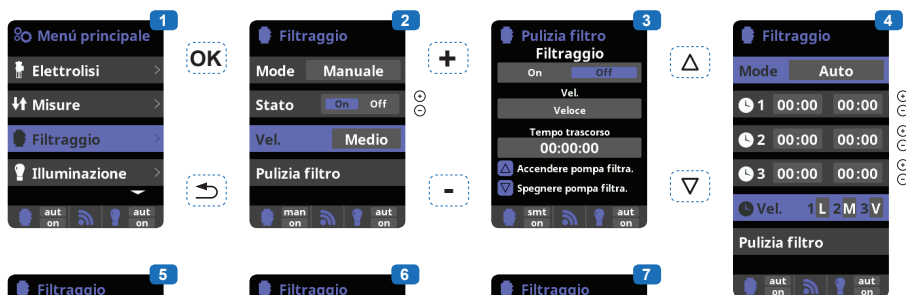 1
Menú principale
Elettrolisi
Misure
Filtraggio
Illuminazione
aut aut
on on
OK
2
Filtraggio
Mode Manuale
Stato On Off
Vel. Medio
Pulizia filtro
man aut
on on
+
-
3
Pulizia filtro
Filtraggio
On Off
Vel.
Veloce
Tempo trascorso
00:00:00
Accendere pompa filtra.
Spegnere pompa filtra.
smt aut
on on
4
Filtraggio
Mode Auto
1 00:00 00:00
2 00:00 00:00
3 00:00 00:00
Vel. 1 L 2 M 3 V
Pulizia filtro
aut aut
on on
5
Filtraggio
6
Filtraggio
7
Filtraggio